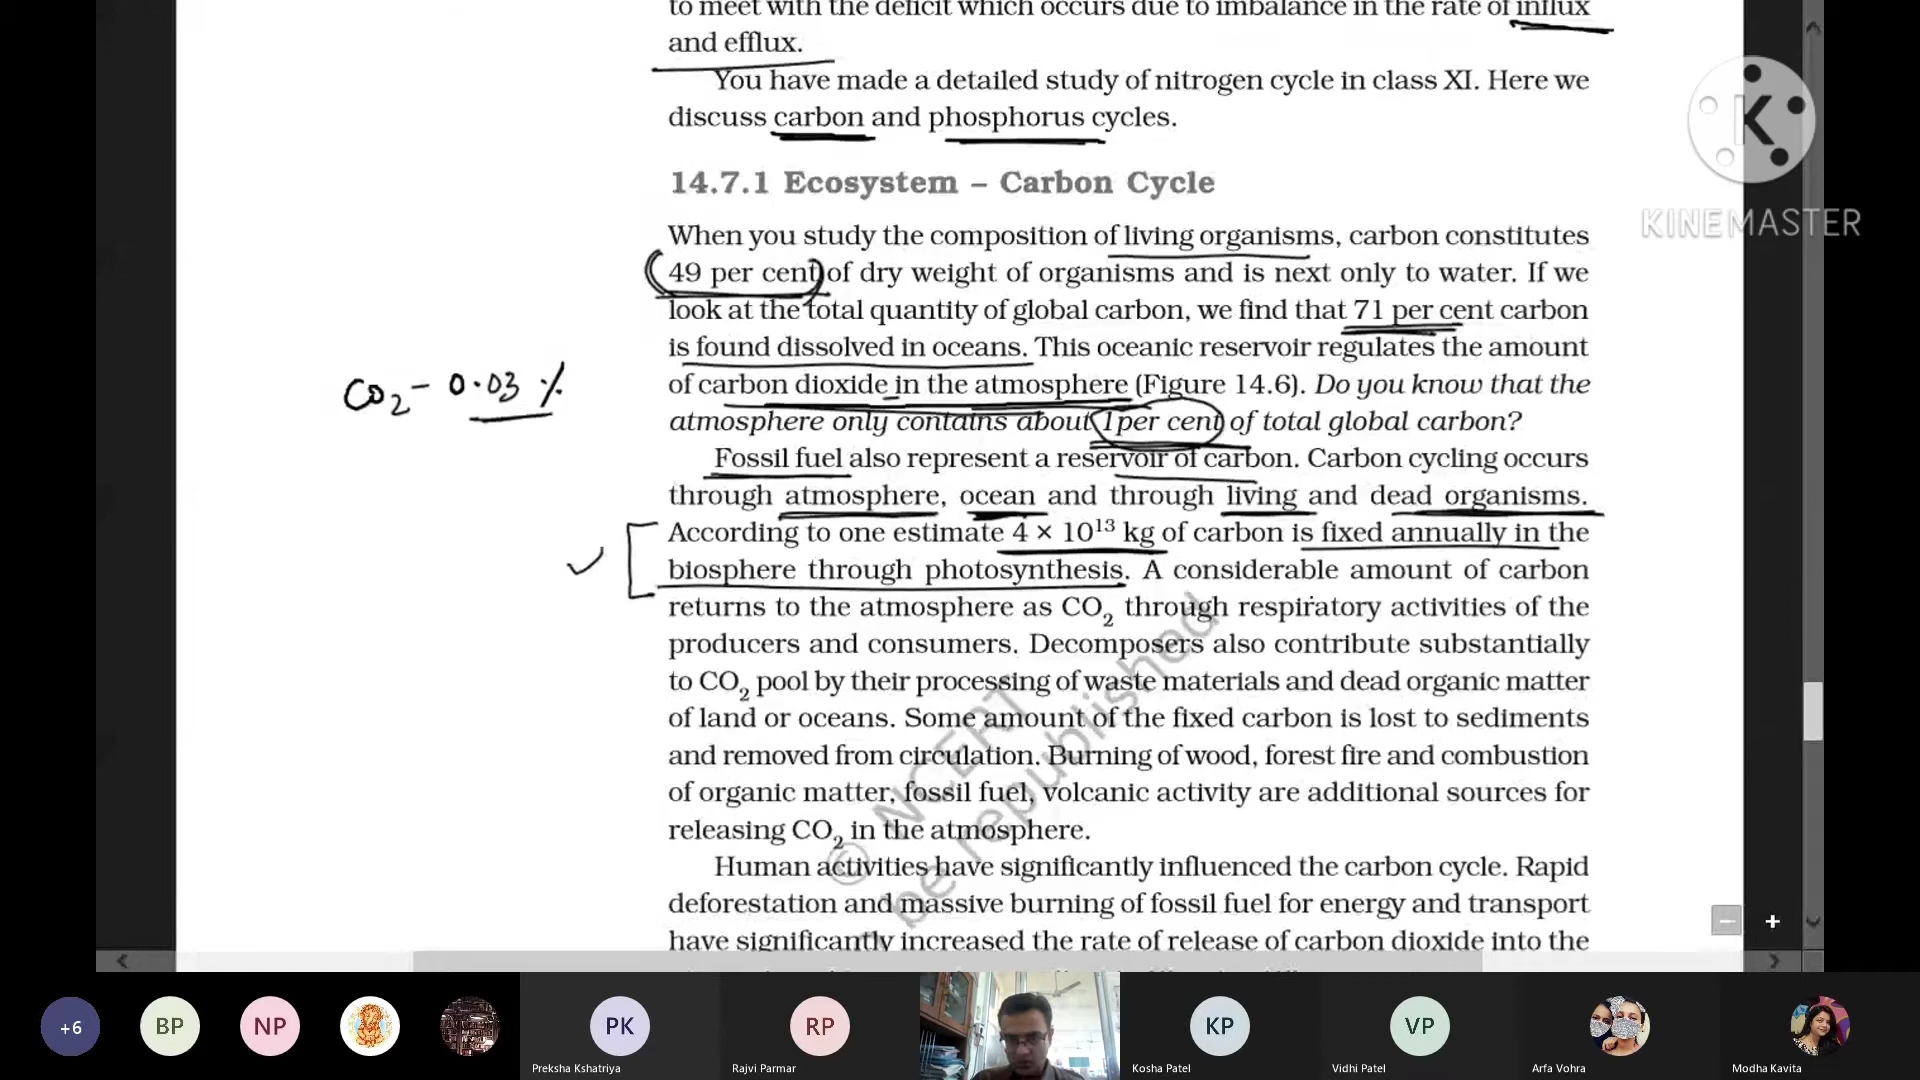 to meet with the deficit which occurs due to imbalance in the rate of influx
and efflux.
You have made a detailed study of nitrogen cycle in class XI. Here we
discuss carbon and phosphorus cycles.
K
KINEMASTER
14.7.1 Ecosystem – Carbon Cycle
When you study the composition of living organisms, carbon constitutes
49 per cent of dry weight of organisms and is next only to water. If we
look at the total quantity of global carbon, we find that 71 per cent carbon
is found dissolved in oceans. This oceanic reservoir regulates the amount
of carbon dioxide in the atmosphere (Figure 14.6). Do you know that the
atmosphere only contains about 1per cent of total global carbon?
CO₂ - 0.03 %
Fossil fuel also represent a reservoir of carbon. Carbon cycling occurs
through atmosphere, ocean and through living and dead organisms.
According to one estimate 4 × 10¹³ kg of carbon is fixed annually in the
biosphere through photosynthesis. A considerable amount of carbon
returns to the atmosphere as CO₂ through respiratory activities of the
producers and consumers. Decomposers also contribute substantially
to CO₂ pool by their processing of waste materials and dead organic matter
of land or oceans. Some amount of the fixed carbon is lost to sediments
and removed from circulation. Burning of wood, forest fire and combustion
of organic matter, fossil fuel, volcanic activity are additional sources for
releasing CO₂ in the atmosphere.
Human activities have significantly influenced the carbon cycle. Rapid
deforestation and massive burning of fossil fuel for energy and transport
have significantly increased the rate of release of carbon dioxide into the
© NCERT
be republished
+6
BP
NP
PK
Preksha Kshatriya
RP
Rajvi Parmar
KP
Kosha Patel
VP
Vidhi Patel
Arfa Vohra
Modha Kavita